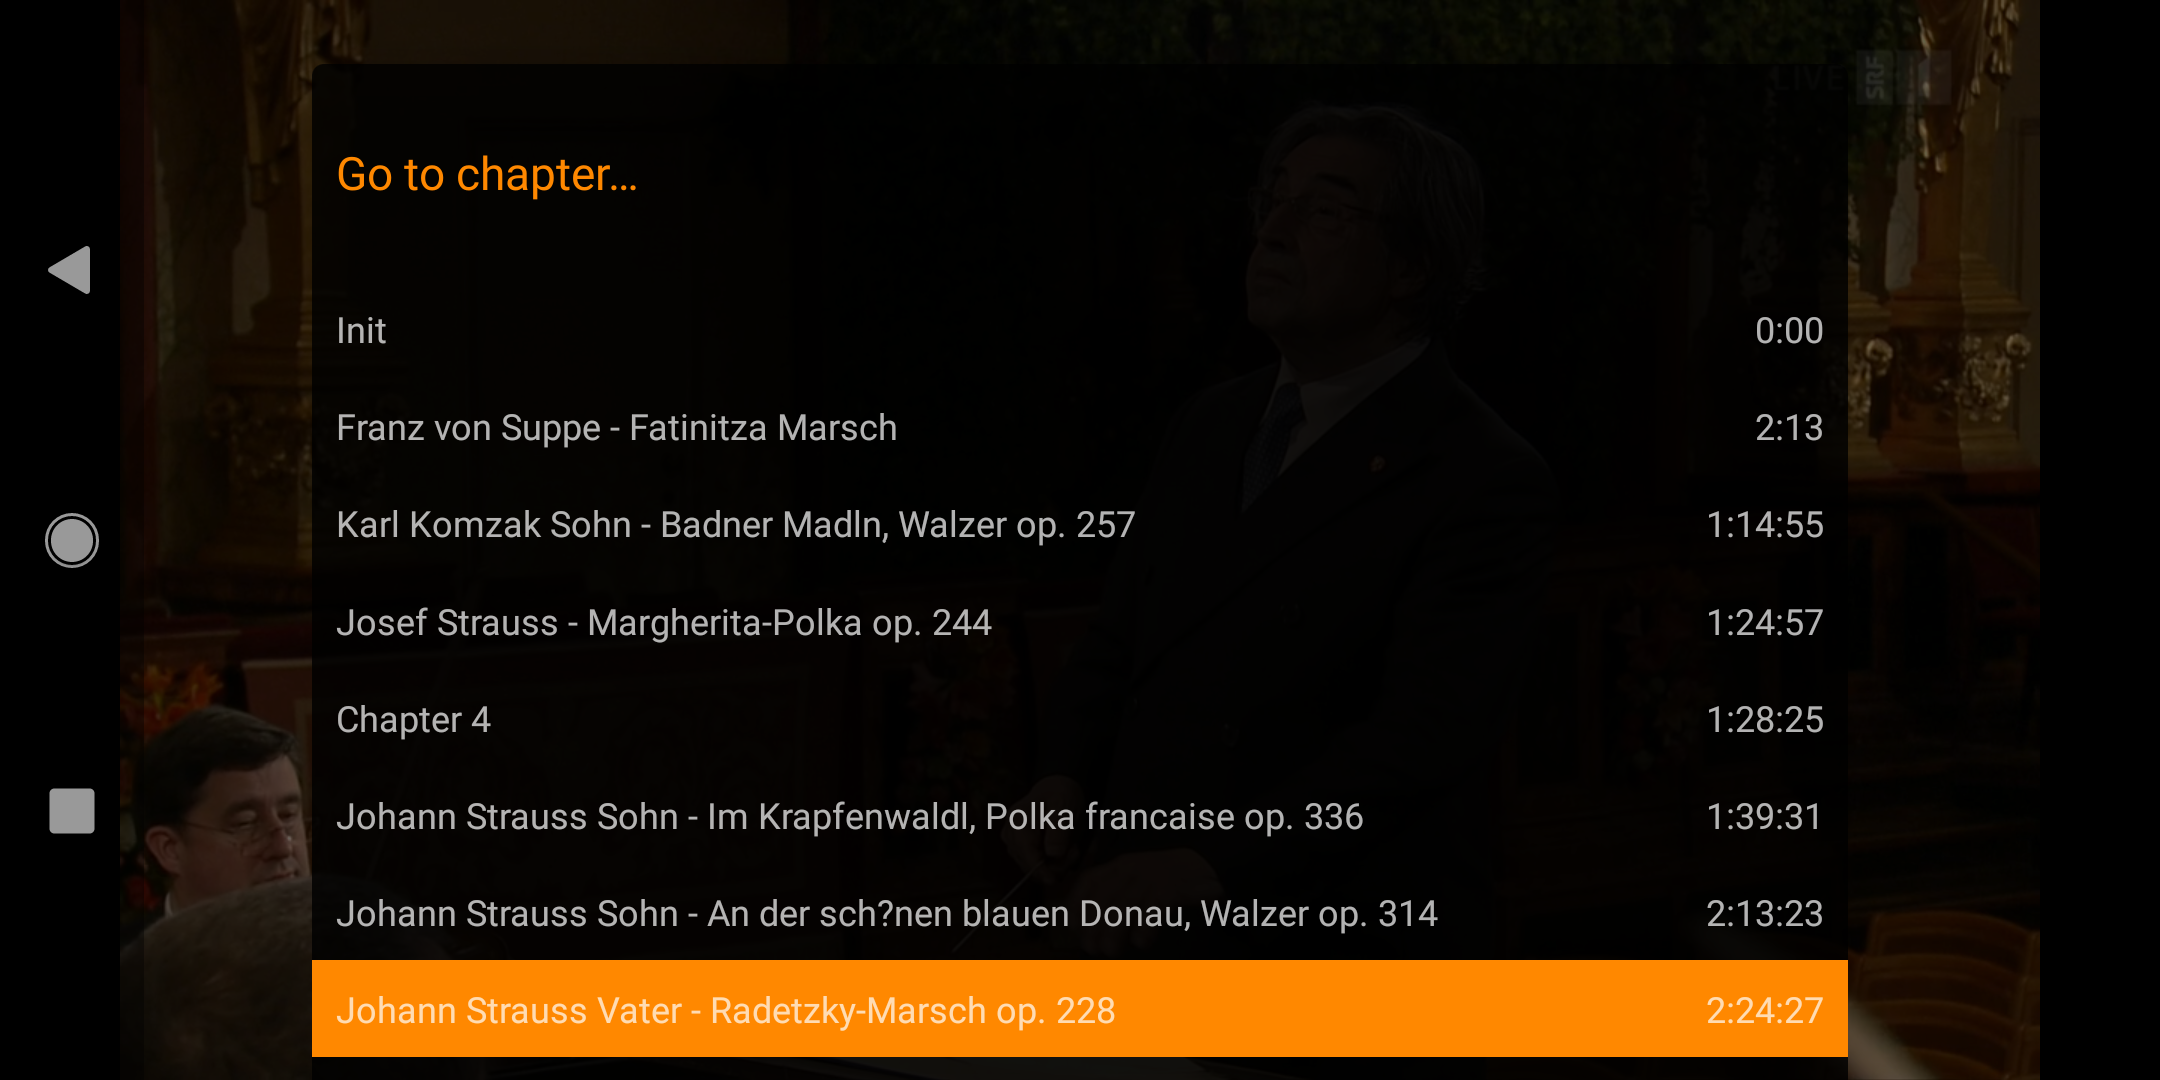 LIVE SRF 1
Go to chapter...
Init 0:00
Franz von Suppe - Fatinitza Marsch 2:13
Karl Komzak Sohn - Badner Madln, Walzer op. 257 1:14:55
Josef Strauss - Margherita-Polka op. 244 1:24:57
Chapter 4 1:28:25
Johann Strauss Sohn - Im Krapfenwaldl, Polka francaise op. 336 1:39:31
Johann Strauss Sohn - An der sch?nen blauen Donau, Walzer op. 314 2:13:23
Johann Strauss Vater - Radetzky-Marsch op. 228 2:24:27